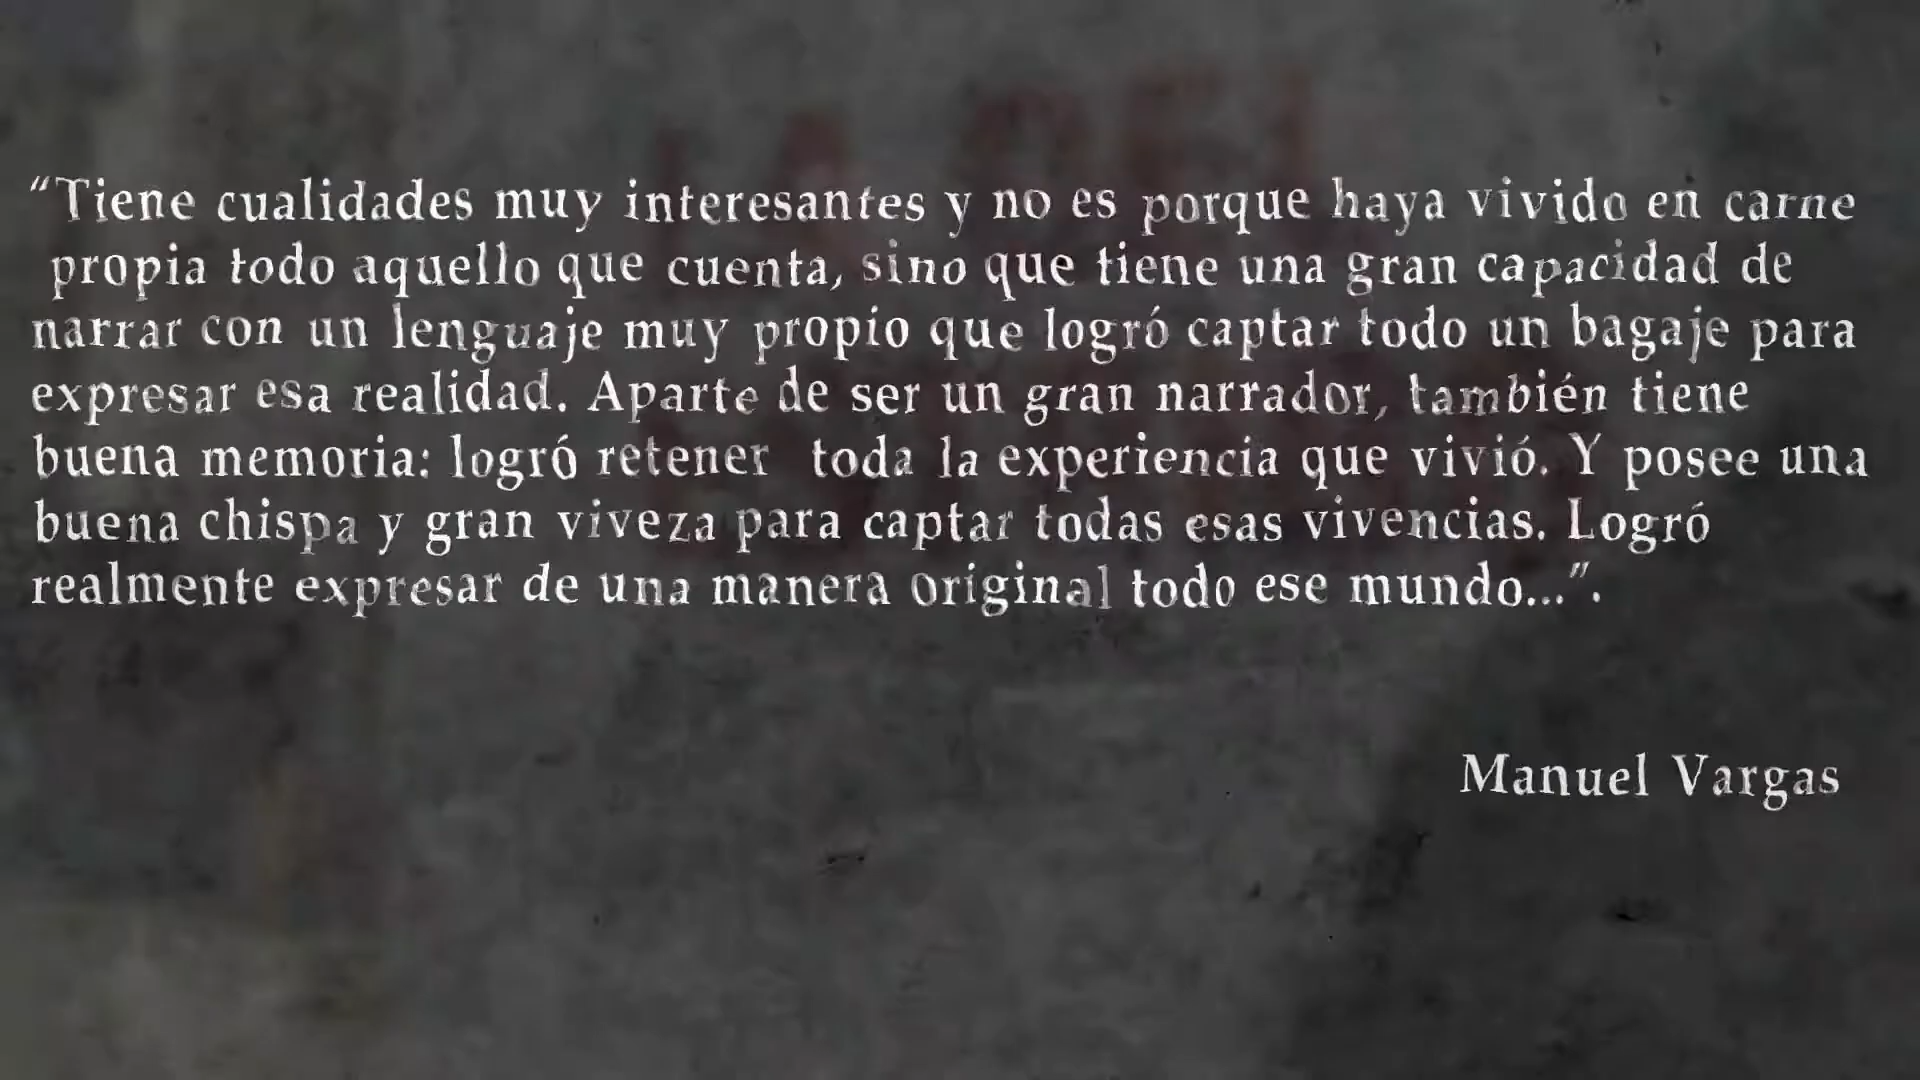 “Tiene cualidades muy interesantes y no es porque haya vivido en carne
propia todo aquello que cuenta, sino que tiene una gran capacidad de
narrar con un lenguaje muy propio que logró captar todo un bagaje para
expresar esa realidad. Aparte de ser un gran narrador, también tiene
buena memoria: logró retener toda la experiencia que vivió. Y posee una
buena chispa y gran viveza para captar todas esas vivencias. Logró
realmente expresar de una manera original todo ese mundo...”.
Manuel Vargas